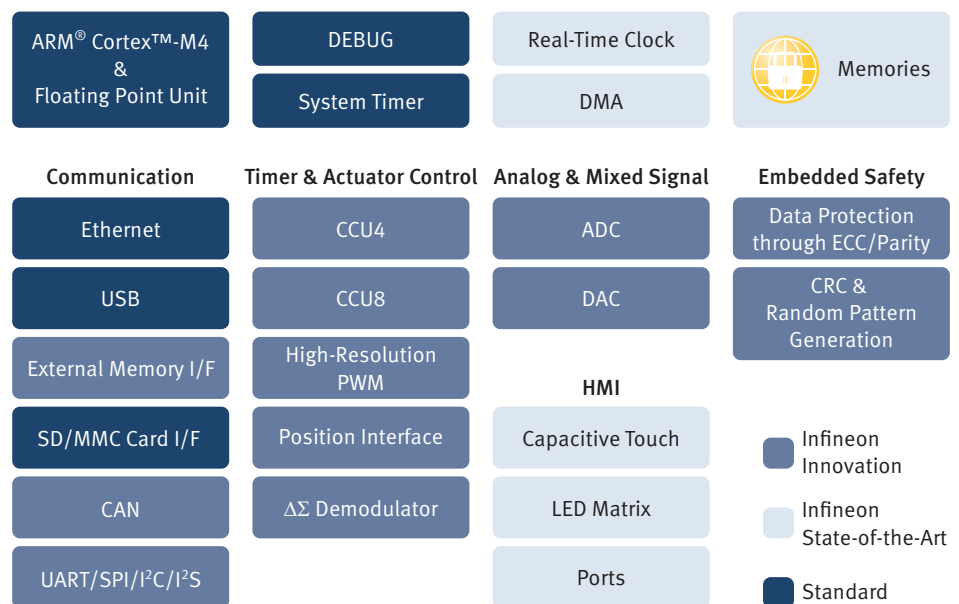 ARM® Cortex™-M4
&
Floating Point Unit
DEBUG
System Timer
Real-Time Clock
DMA
Memories
Communication
Ethernet
USB
External Memory I/F
SD/MMC Card I/F
CAN
UART/SPI/I²C/I²S
Timer & Actuator Control
CCU4
CCU8
High-Resolution
PWM
Position Interface
ΔΣ Demodulator
Analog & Mixed Signal
ADC
DAC
HMI
Capacitive Touch
LED Matrix
Ports
Embedded Safety
Data Protection
through ECC/Parity
CRC &
Random Pattern
Generation
Infineon
Innovation
Infineon
State-of-the-Art
Standard